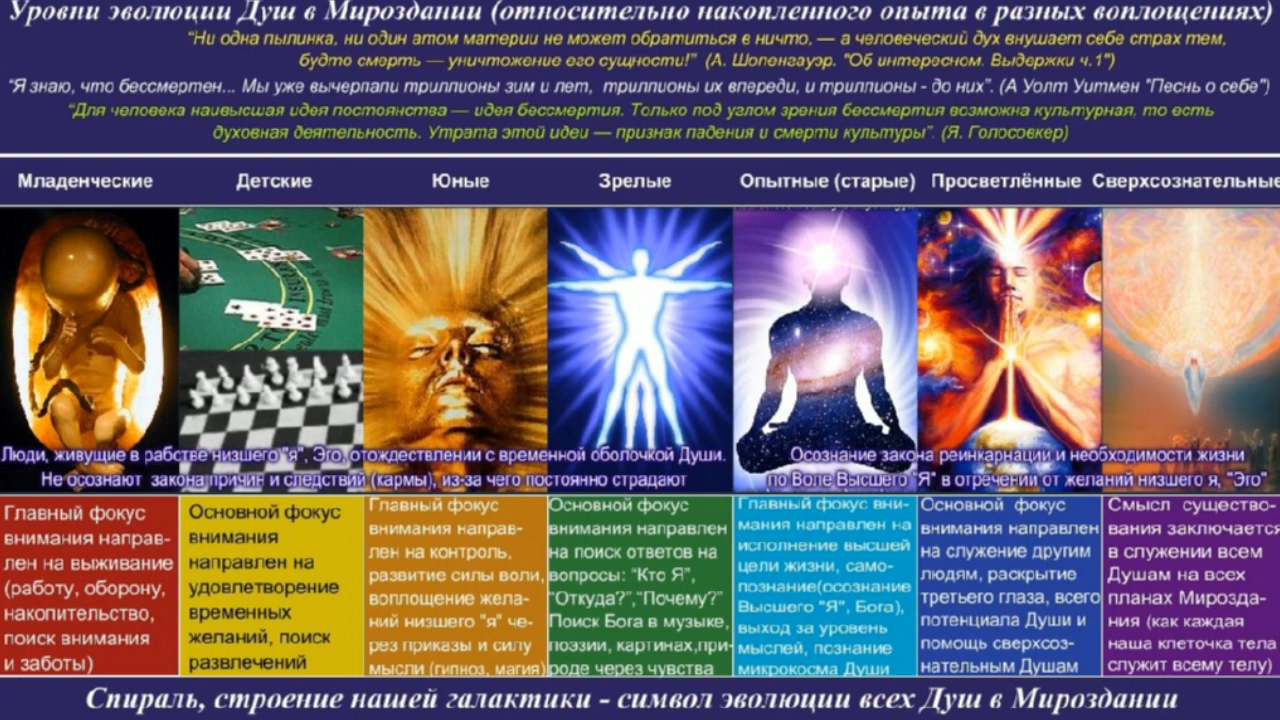 Уровни эволюции Душ в Мироздании (относительно накопленного опыта в разных воплощениях)
"Ни одна пылинка, ни один атом материи не может обратиться в ничто, — а человеческий дух внушает себе страх тем,
будто смерть — уничтожение его сущности!" (А. Шопенгауэр. "Об интересном. Выдержки ч.1")
"Я знаю, что бессмертен... Мы уже вычерпали триллионы зим и лет, триллионы их впереди, и триллионы - до них". (А Уолт Уитмен "Песнь о себе")
"Для человека наивысшая идея постоянства — идея бессмертия. Только под углом зрения бессмертия возможна культурная, то есть
духовная деятельность. Утрата этой идеи — признак падения и смерти культуры". (Я. Голосовкер)
Младенческие
Детские
Юные
Зрелые
Опытные (старые)
Просветлённые
Сверхсознательные
Люди, живущие в рабстве низшего "я", Эго, отождествлении с временной оболочкой Души.
Не осознают закона причин и следствий (кармы), из-за чего постоянно страдают
Осознание закона реинкарнации и необходимости жизни
по Воле Высшего "Я" в отречении от желаний низшего я, "Эго"
Главный фокус
внимания направ-
лен на выживание
(работу, оборону,
накопительство,
поиск внимания
и заботы)
Основной фокус
внимания
направлен на
удовлетворение
временных
желаний, поиск
развлечений
Главный фокус
внимания направ-
лен на контроль,
развитие силы воли,
воплощение жела-
ний низшего "я" че-
рез приказы и силу
мысли (гипноз, магия)
Основной фокус
внимания направлен
на поиск ответов на
вопросы: "Кто Я",
"Откуда?","Почему?"
Поиск Бога в музыке,
поэзии, картинах,при-
роде через чувства
Главный фокус вни-
мания направлен на
исполнение высшей
цели жизни, само-
познание(осознание
Высшего "Я", Бога),
выход за уровень
мыслей, познание
микрокосма Души
Основной фокус
внимания направлен
на служение другим
людям, раскрытие
третьего глаза, всего
потенциала Души и
помощь сверхсоз-
нательным Душам
Смысл существо-
вания заключается
в служении всем
Душам на всех
планах Мирозда-
ния (как каждая
наша клеточка тела
служит всему телу)
Спираль, строение нашей галактики - символ эволюции всех Душ в Мироздании